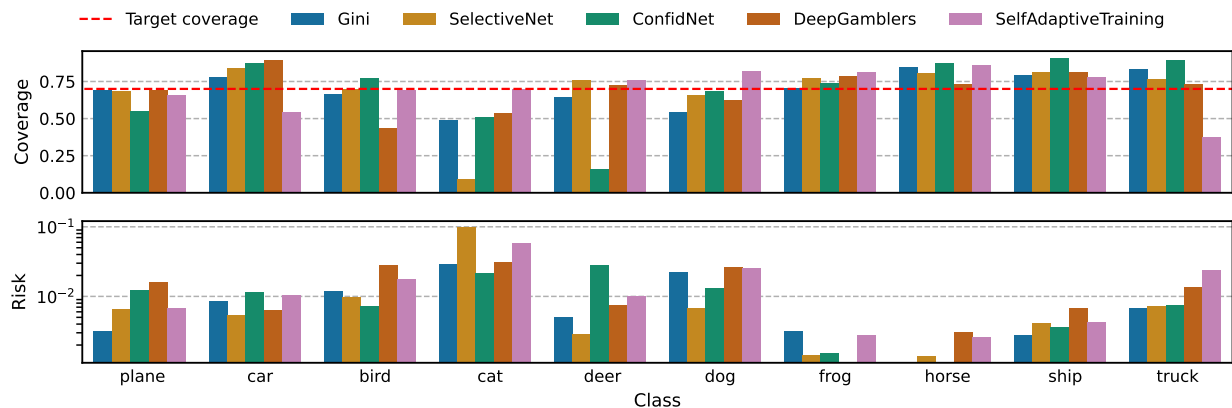 Target coverage Gini SelectiveNet ConfidNet DeepGamblers SelfAdaptiveTraining
Coverage
0.75
0.50
0.25
0.00
Risk
10⁻¹
10⁻²
plane car bird cat deer dog frog horse ship truck
Class